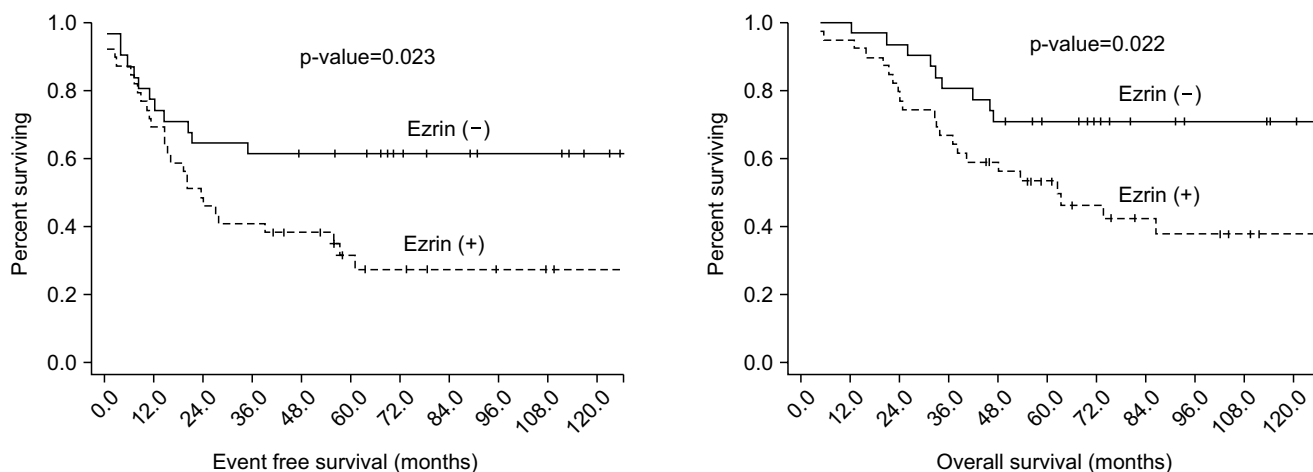 1.0
0.8
0.6
0.4
0.2
0.0
Percent surviving
p-value=0.023
Ezrin (−)
Ezrin (+)
0.0 12.0 24.0 36.0 48.0 60.0 72.0 84.0 96.0 108.0 120.0
Event free survival (months)
1.0
0.8
0.6
0.4
0.2
0.0
Percent surviving
p-value=0.022
Ezrin (−)
Ezrin (+)
0.0 12.0 24.0 36.0 48.0 60.0 72.0 84.0 96.0 108.0 120.0
Overall survival (months)